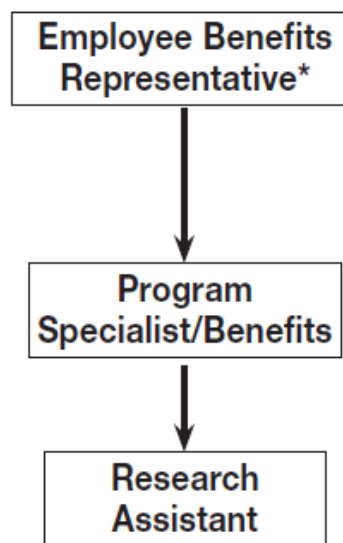 Employee Benefits
Representative*
Program
Specialist/Benefits
Research
Assistant